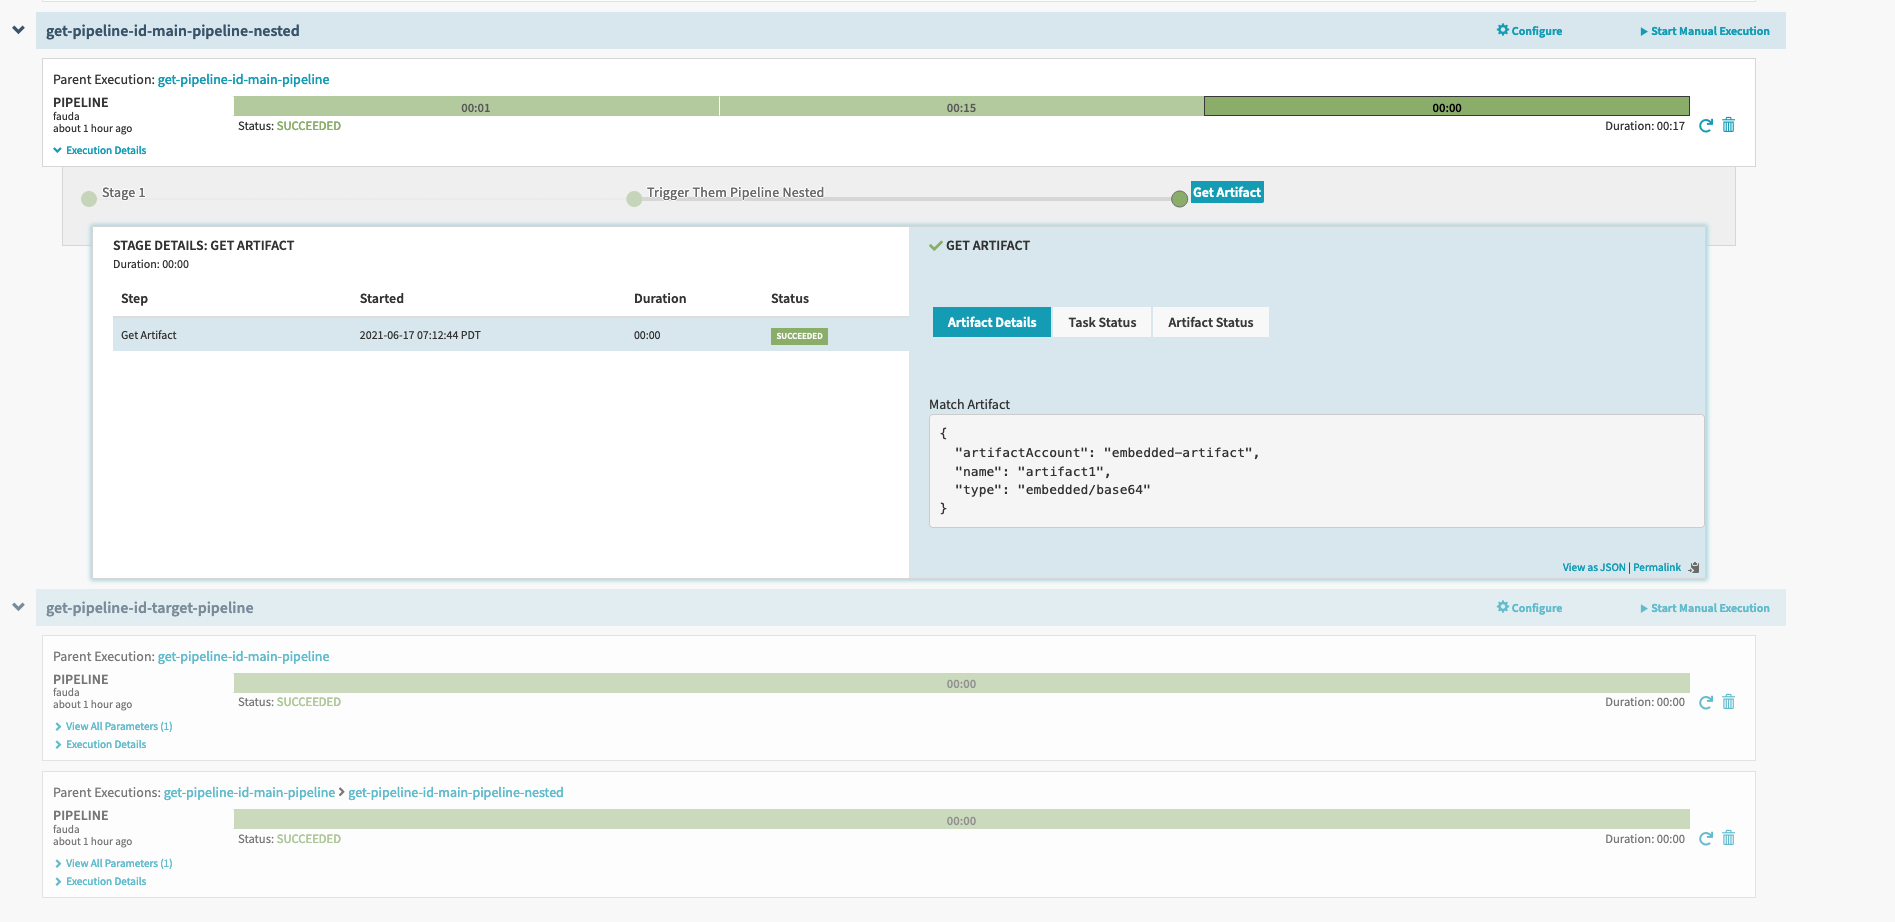 get-pipeline-id-main-pipeline-nested
Configure
Start Manual Execution
Parent Execution: get-pipeline-id-main-pipeline
PIPELINE
fauda
about 1 hour ago
00:01
00:15
00:00
Status: SUCCEEDED
Duration: 00:17
Execution Details
Stage 1
Trigger Them Pipeline Nested
Get Artifact
STAGE DETAILS: GET ARTIFACT
Duration: 00:00
Step Started Duration Status
Get Artifact 2021-06-17 07:12:44 PDT 00:00 SUCCEEDED
GET ARTIFACT
Artifact Details
Task Status
Artifact Status
Match Artifact
{
"artifactAccount": "embedded-artifact",
"name": "artifact1",
"type": "embedded/base64"
}
View as JSON | Permalink
get-pipeline-id-target-pipeline
Configure
Start Manual Execution
Parent Execution: get-pipeline-id-main-pipeline
PIPELINE
fauda
about 1 hour ago
00:00
Status: SUCCEEDED
Duration: 00:00
View All Parameters (1)
Execution Details
Parent Executions: get-pipeline-id-main-pipeline > get-pipeline-id-main-pipeline-nested
PIPELINE
fauda
about 1 hour ago
00:00
Status: SUCCEEDED
Duration: 00:00
View All Parameters (1)
Execution Details